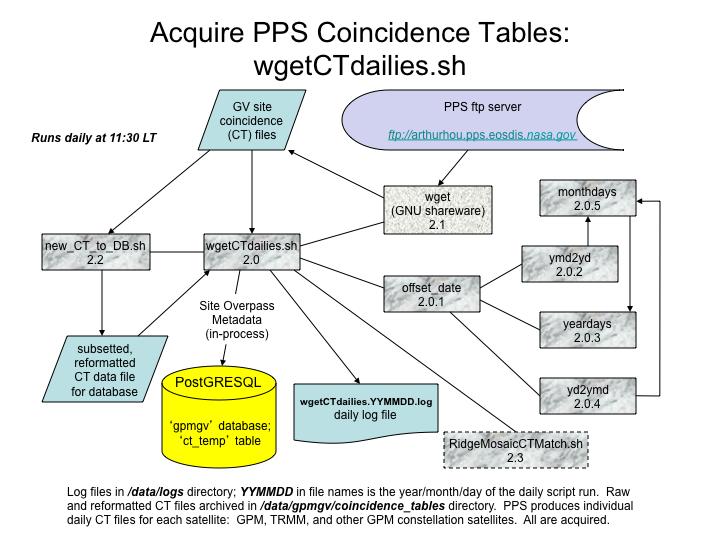 Acquire PPS Coincidence Tables:
wgetCTdailies.sh
GV site
coincidence
(CT) files
PPS ftp server
ftp://arthurhou.pps.eosdis.nasa.gov
Runs daily at 11:30 LT
wget
(GNU shareware)
2.1
monthdays
2.0.5
new_CT_to_DB.sh
2.2
wgetCTdailies.sh
2.0
ymd2yd
2.0.2
offset_date
2.0.1
Site Overpass
Metadata
(in-process)
yeardays
2.0.3
subsetted,
reformatted
CT data file
for database
PostGRESQL
‘gpmgv’ database;
‘ct_temp’ table
wgetCTdailies.YYMMDD.log
daily log file
yd2ymd
2.0.4
RidgeMosaicCTMatch.sh
2.3
Log files in /data/logs directory; YYMMDD in file names is the year/month/day of the daily script run. Raw
and reformatted CT files archived in /data/gpmgv/coincidence_tables directory. PPS produces individual
daily CT files for each satellite: GPM, TRMM, and other GPM constellation satellites. All are acquired.